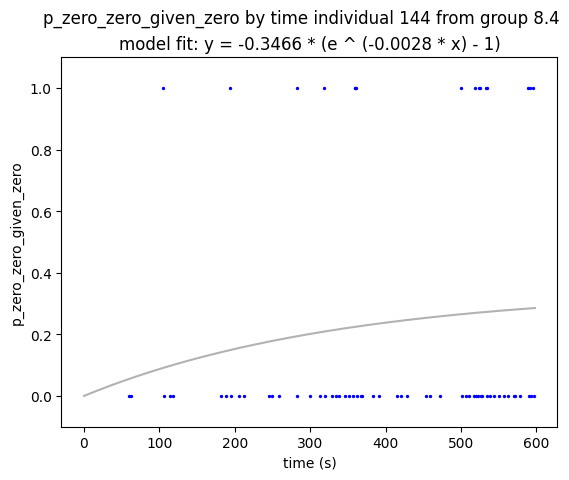 p_zero_zero_given_zero by time individual 144 from group 8.4
model fit: y = -0.3466 * (e ^ (-0.0028 * x) - 1)
1.0
0.8
0.6
0.4
0.2
0.0
p_zero_zero_given_zero
0 100 200 300 400 500 600
time (s)